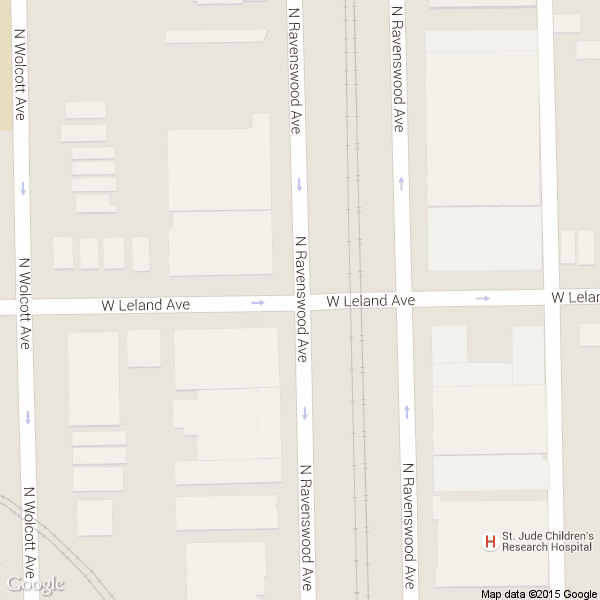 N Wolcott Ave
N Ravenswood Ave
N Ravenswood Ave
N Wolcott Ave
N Ravenswood Ave
W Leland Ave
W Leland Ave
W Lelan
N Wolcott Ave
N Ravenswood Ave
N Ravenswood Ave
H
St. Jude Children's
Research Hospital
Google
Map data ©2015 Google